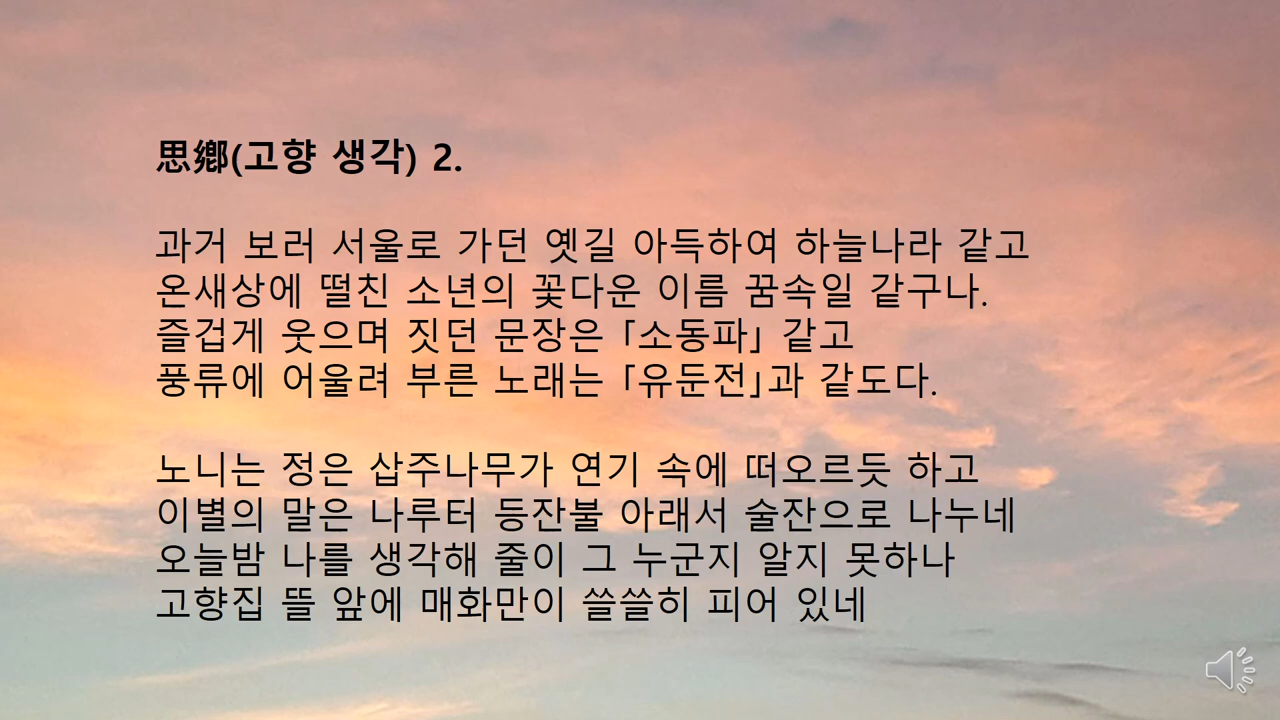 思鄕(고향 생각) 2.
과거 보러 서울로 가던 옛길 아득하여 하늘나라 같고
온새상에 떨친 소년의 꽃다운 이름 꿈속일 같구나.
즐겁게 웃으며 짓던 문장은 「소동파」 같고
풍류에 어울려 부른 노래는 「유둔전」과 같도다.
노니는 정은 삽주나무가 연기 속에 떠오르듯 하고
이별의 말은 나루터 등잔불 아래서 술잔으로 나누네
오늘밤 나를 생각해 줄이 그 누군지 알지 못하나
고향집 뜰 앞에 매화만이 쓸쓸히 피어 있네